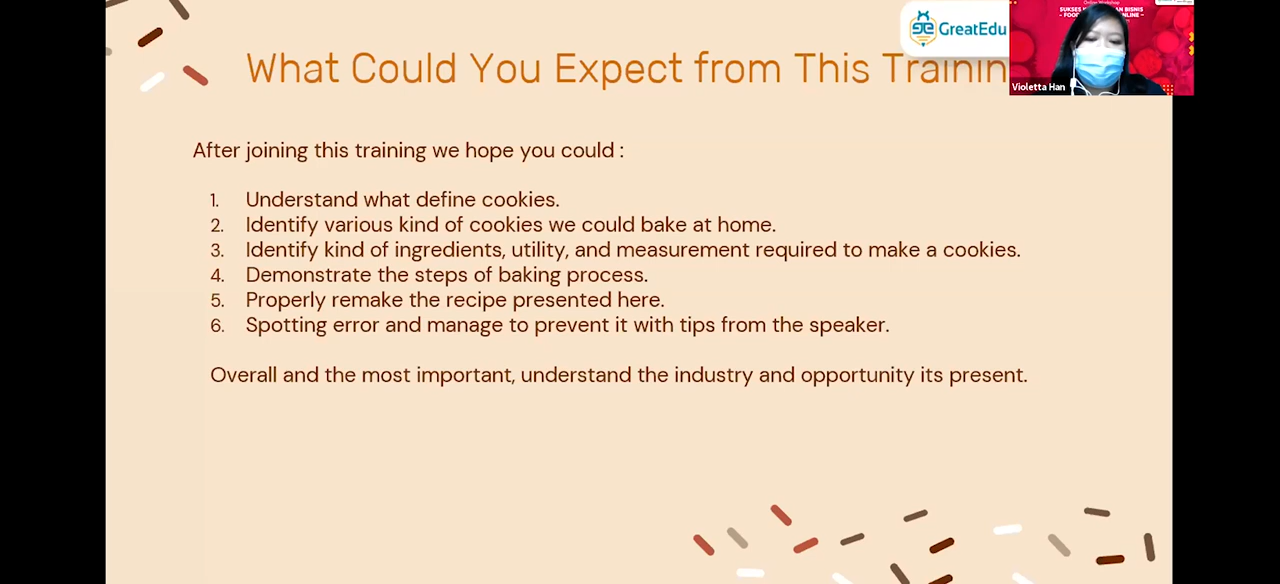 GreatEdu
What Could You Expect from This Trainin
Violetta Han
After joining this training we hope you could :
1. Understand what define cookies.
2. Identify various kind of cookies we could bake at home.
3. Identify kind of ingredients, utility, and measurement required to make a cookies.
4. Demonstrate the steps of baking process.
5. Properly remake the recipe presented here.
6. Spotting error and manage to prevent it with tips from the speaker.
Overall and the most important, understand the industry and opportunity its present.